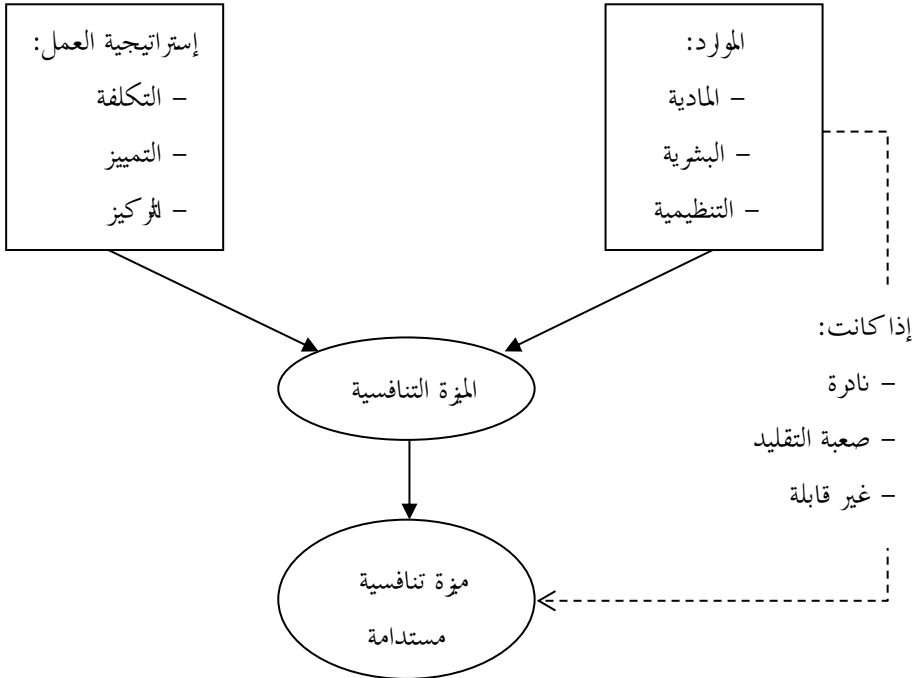 الموارد:
– المادية
– البشرية
– التنظيمية
إستراتيجية العمل:
– التكلفة
– التمييز
– التركيز
إذا كانت:
– نادرة
– صعبة التقليد
– غير قابلة
الميزة التنافسية
ميزة تنافسية
مستدامة